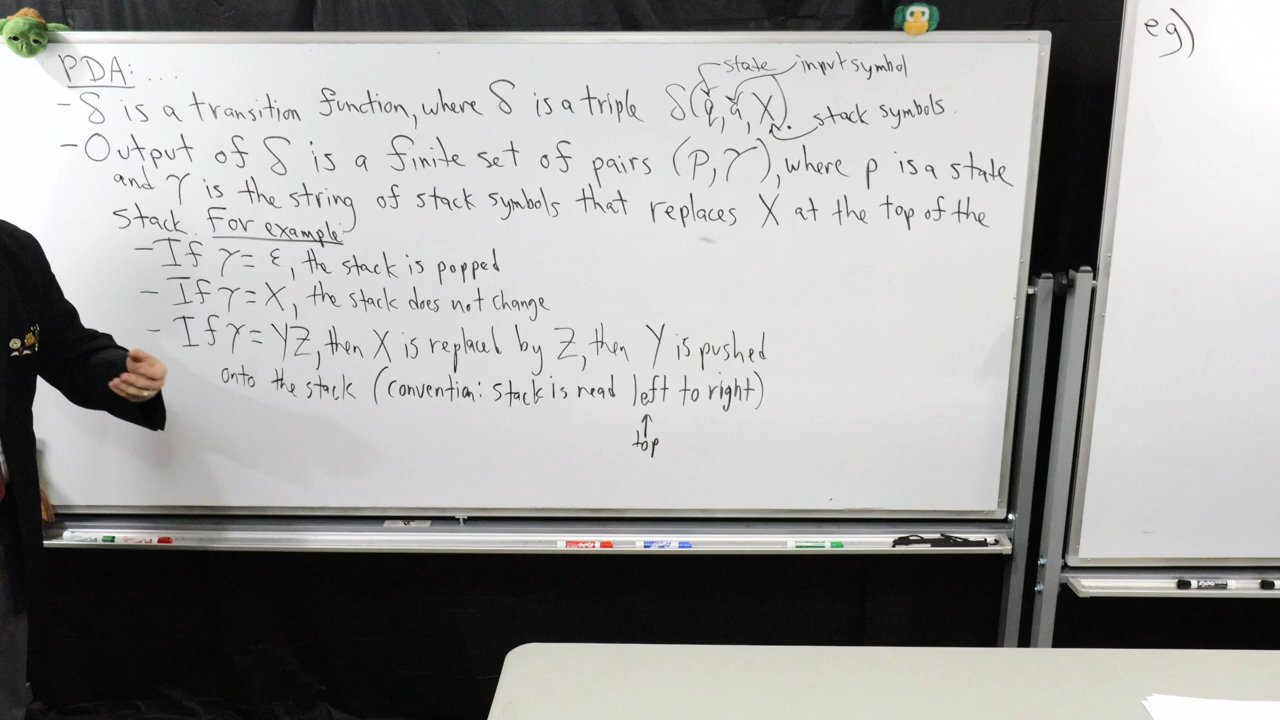 PDA: ...
state input symbol
- δ is a transition function, where δ is a triple δ(q, a, X). stack symbols.
- Output of δ is a finite set of pairs (p, γ), where p is a state
and γ is the string of stack symbols that replaces X at the top of the
stack. For example:
- If γ = ε, the stack is popped
- If γ = X, the stack does not change
- If γ = YZ, then X is replaced by Z, then Y is pushed
onto the stack (convention: stack is read left to right)
↑
top
eg)